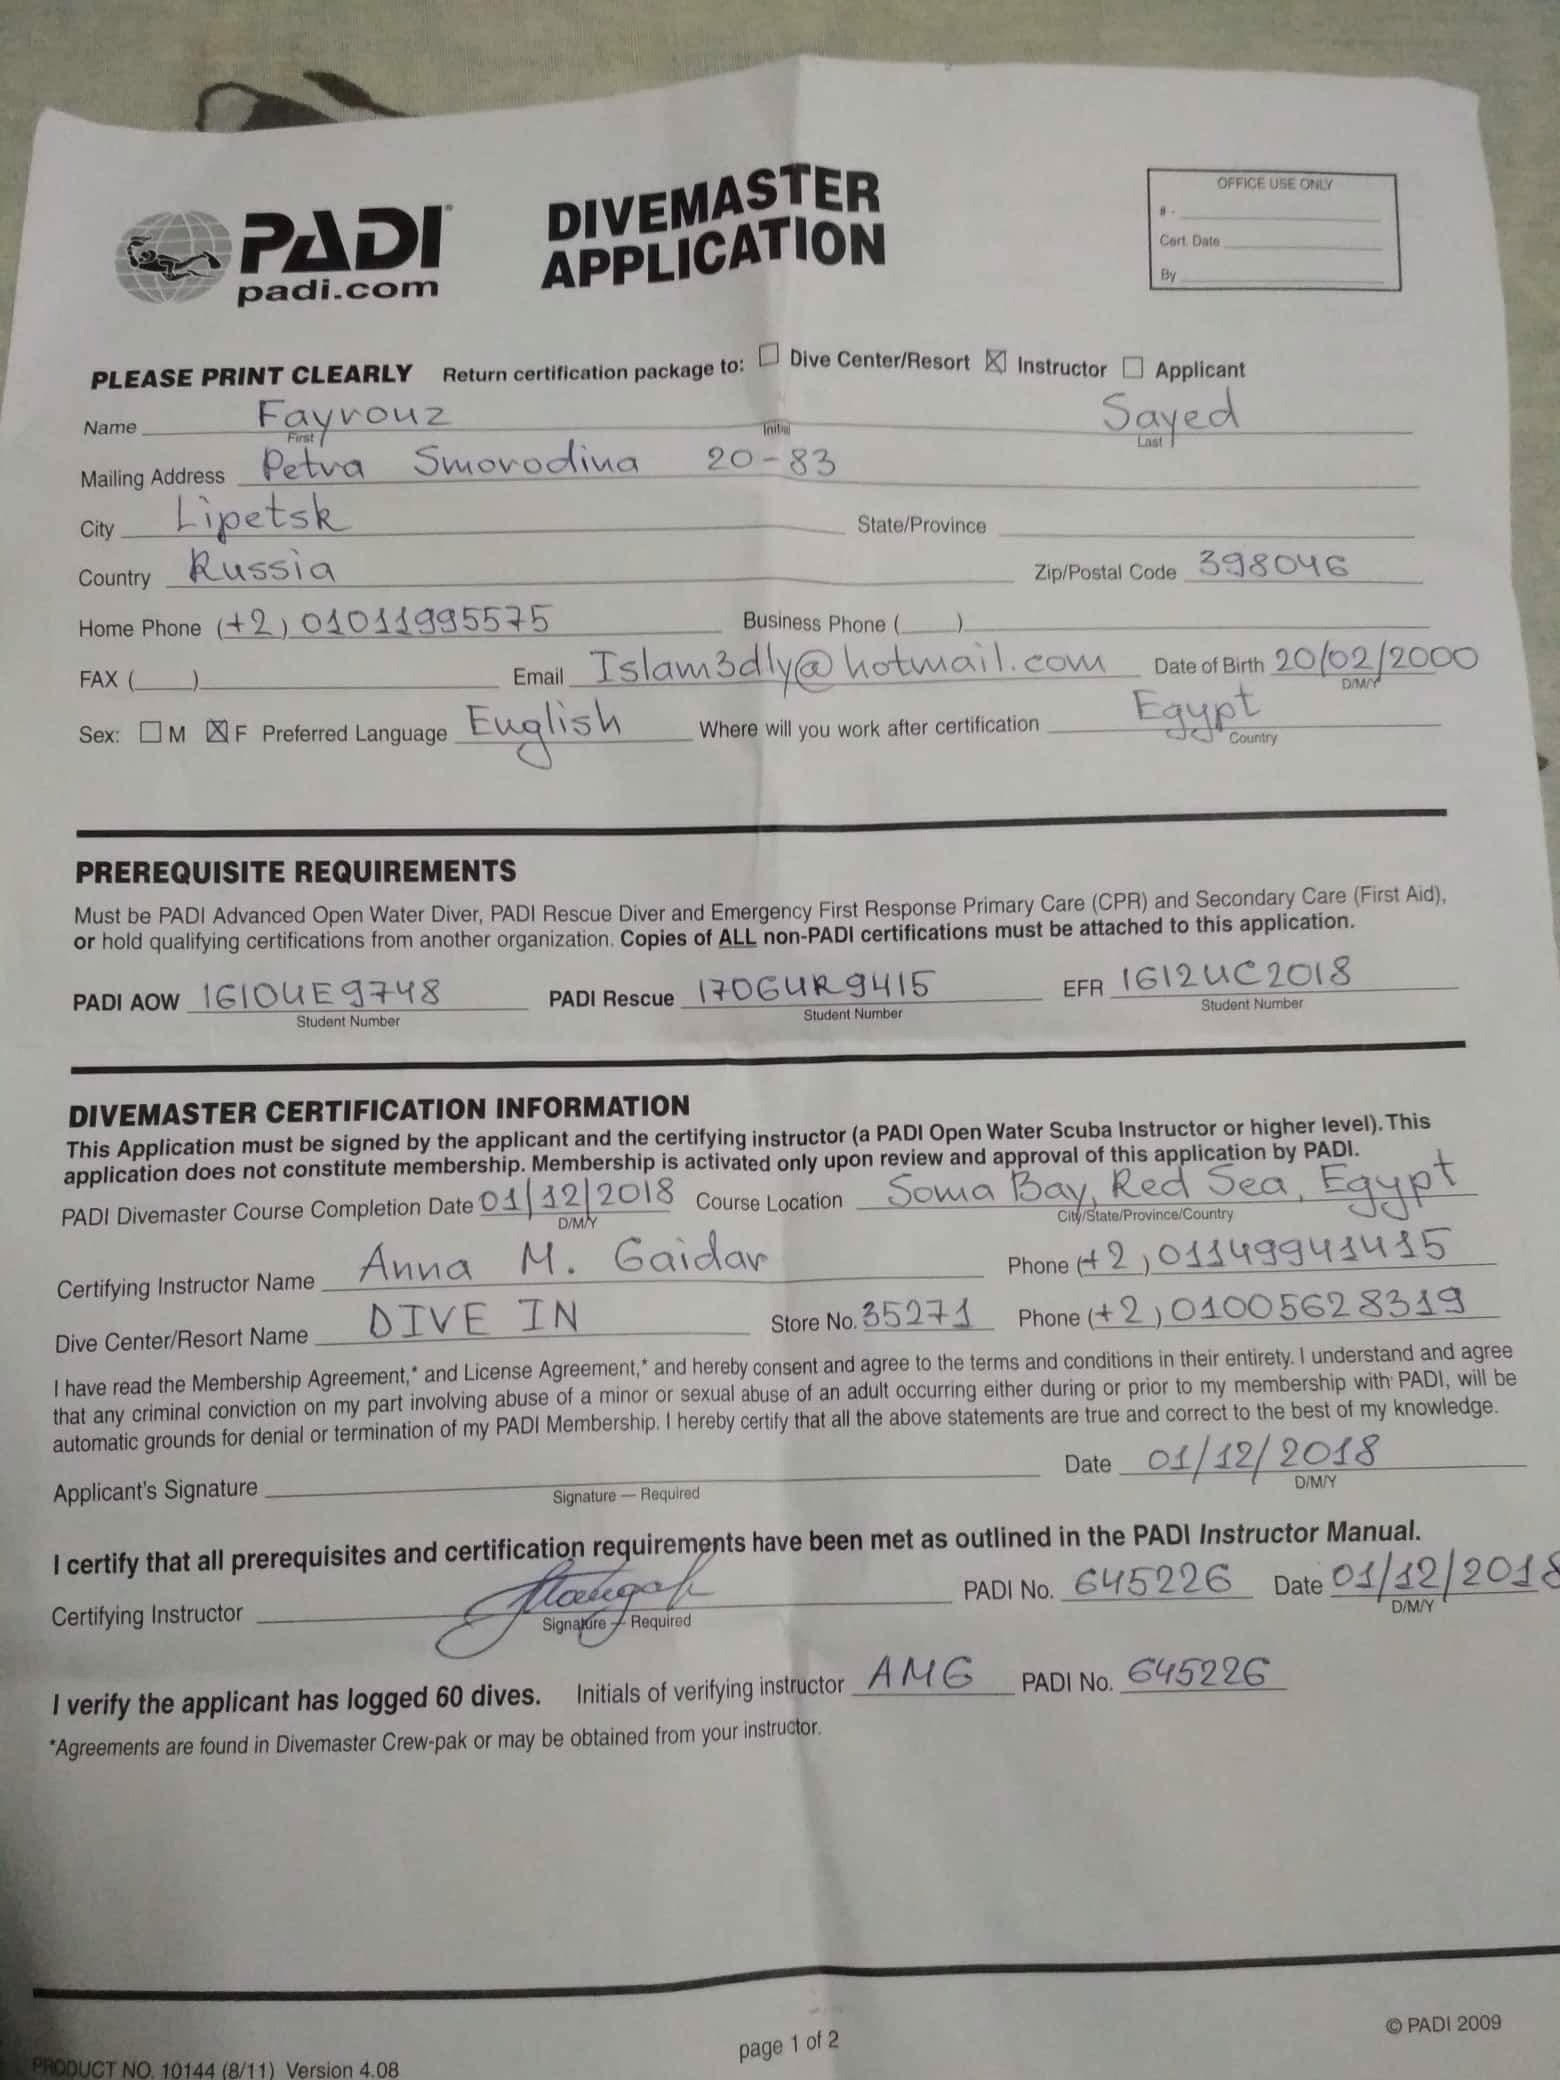 PADI®
padi.com
DIVEMASTER
APPLICATION
OFFICE USE ONLY
# -
Cert. Date
By
PLEASE PRINT CLEARLY Return certification package to: Dive Center/Resort Instructor Applicant
Name Fayrouz Sayed
First Initial Last
Mailing Address Petra Smorodina 20-83
City Lipetsk State/Province
Country Russia Zip/Postal Code 398046
Home Phone (+2) 01011995575 Business Phone ( )
FAX ( ) Email Islam3dly@hotmail.com Date of Birth 20/02/2000
D/M/Y
Sex: M F Preferred Language English Where will you work after certification Egypt
Country
PREREQUISITE REQUIREMENTS
Must be PADI Advanced Open Water Diver, PADI Rescue Diver and Emergency First Response Primary Care (CPR) and Secondary Care (First Aid),
or hold qualifying certifications from another organization. Copies of ALL non-PADI certifications must be attached to this application.
PADI AOW 1610UE9748 PADI Rescue 1706UR9415 EFR 1612UC2018
Student Number Student Number Student Number
DIVEMASTER CERTIFICATION INFORMATION
This Application must be signed by the applicant and the certifying instructor (a PADI Open Water Scuba Instructor or higher level). This
application does not constitute membership. Membership is activated only upon review and approval of this application by PADI.
PADI Divemaster Course Completion Date 01/12/2018 Course Location Soma Bay, Red Sea, Egypt
D/M/Y City/State/Province/Country
Certifying Instructor Name Anna M. Gaidar Phone (+2) 01149941415
Dive Center/Resort Name DIVE IN Store No. 35271 Phone (+2) 01005628319
I have read the Membership Agreement,* and License Agreement,* and hereby consent and agree to the terms and conditions in their entirety. I understand and agree
that any criminal conviction on my part involving abuse of a minor or sexual abuse of an adult occurring either during or prior to my membership with PADI, will be
automatic grounds for denial or termination of my PADI Membership. I hereby certify that all the above statements are true and correct to the best of my knowledge.
Applicant's Signature Date 01/12/2018
Signature — Required D/M/Y
I certify that all prerequisites and certification requirements have been met as outlined in the PADI Instructor Manual.
Certifying Instructor PADI No. 645226 Date 01/12/2018
Signature — Required D/M/Y
I verify the applicant has logged 60 dives. Initials of verifying instructor AMG PADI No. 645226
*Agreements are found in Divemaster Crew-pak or may be obtained from your instructor.
PRODUCT NO. 10144 (8/11) Version 4.08 page 1 of 2 © PADI 2009